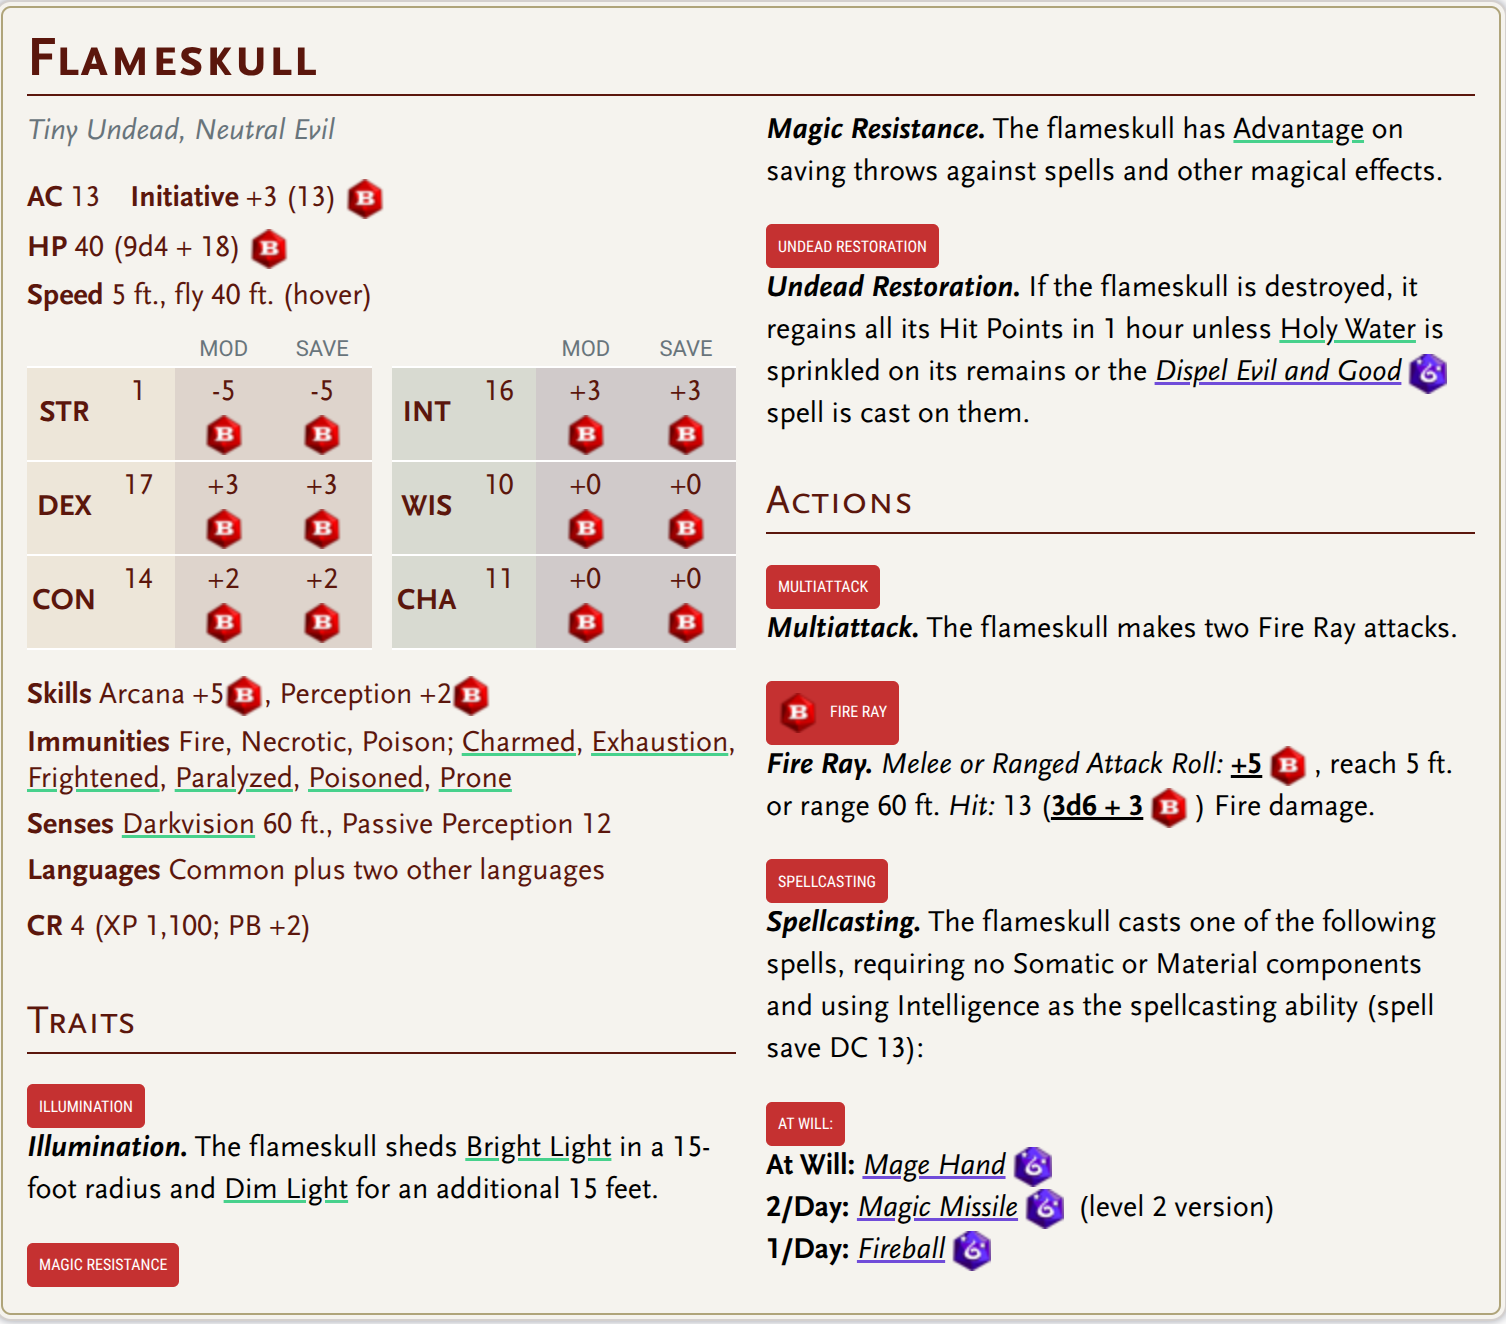 Flameskull
Tiny Undead, Neutral Evil
AC 13 Initiative +3 (13) B
HP 40 (9d4 + 18) B
Speed 5 ft., fly 40 ft. (hover)
MOD SAVE MOD SAVE
STR 1 -5 -5 INT 16 +3 +3
B B B B
DEX 17 +3 +3 WIS 10 +0 +0
B B B B
CON 14 +2 +2 CHA 11 +0 +0
B B B B
Skills Arcana +5 B, Perception +2 B
Immunities Fire, Necrotic, Poison; Charmed, Exhaustion,
Frightened, Paralyzed, Poisoned, Prone
Senses Darkvision 60 ft., Passive Perception 12
Languages Common plus two other languages
CR 4 (XP 1,100; PB +2)
Traits
ILLUMINATION
Illumination. The flameskull sheds Bright Light in a 15-
foot radius and Dim Light for an additional 15 feet.
MAGIC RESISTANCE
Magic Resistance. The flameskull has Advantage on
saving throws against spells and other magical effects.
UNDEAD RESTORATION
Undead Restoration. If the flameskull is destroyed, it
regains all its Hit Points in 1 hour unless Holy Water is
sprinkled on its remains or the Dispel Evil and Good
spell is cast on them.
Actions
MULTIATTACK
Multiattack. The flameskull makes two Fire Ray attacks.
B FIRE RAY
Fire Ray. Melee or Ranged Attack Roll: +5 B , reach 5 ft.
or range 60 ft. Hit: 13 (3d6 + 3 B ) Fire damage.
SPELLCASTING
Spellcasting. The flameskull casts one of the following
spells, requiring no Somatic or Material components
and using Intelligence as the spellcasting ability (spell
save DC 13):
AT WILL:
At Will: Mage Hand
2/Day: Magic Missile (level 2 version)
1/Day: Fireball